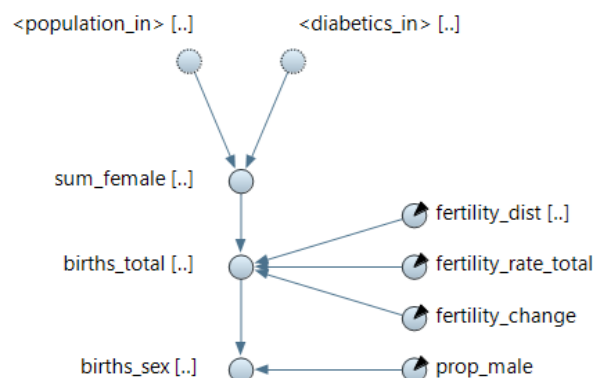 <population_in> [..]
<diabetics_in> [..]
sum_female [..]
fertility_dist [..]
births_total [..]
fertility_rate_total
fertility_change
births_sex [..]
prop_male